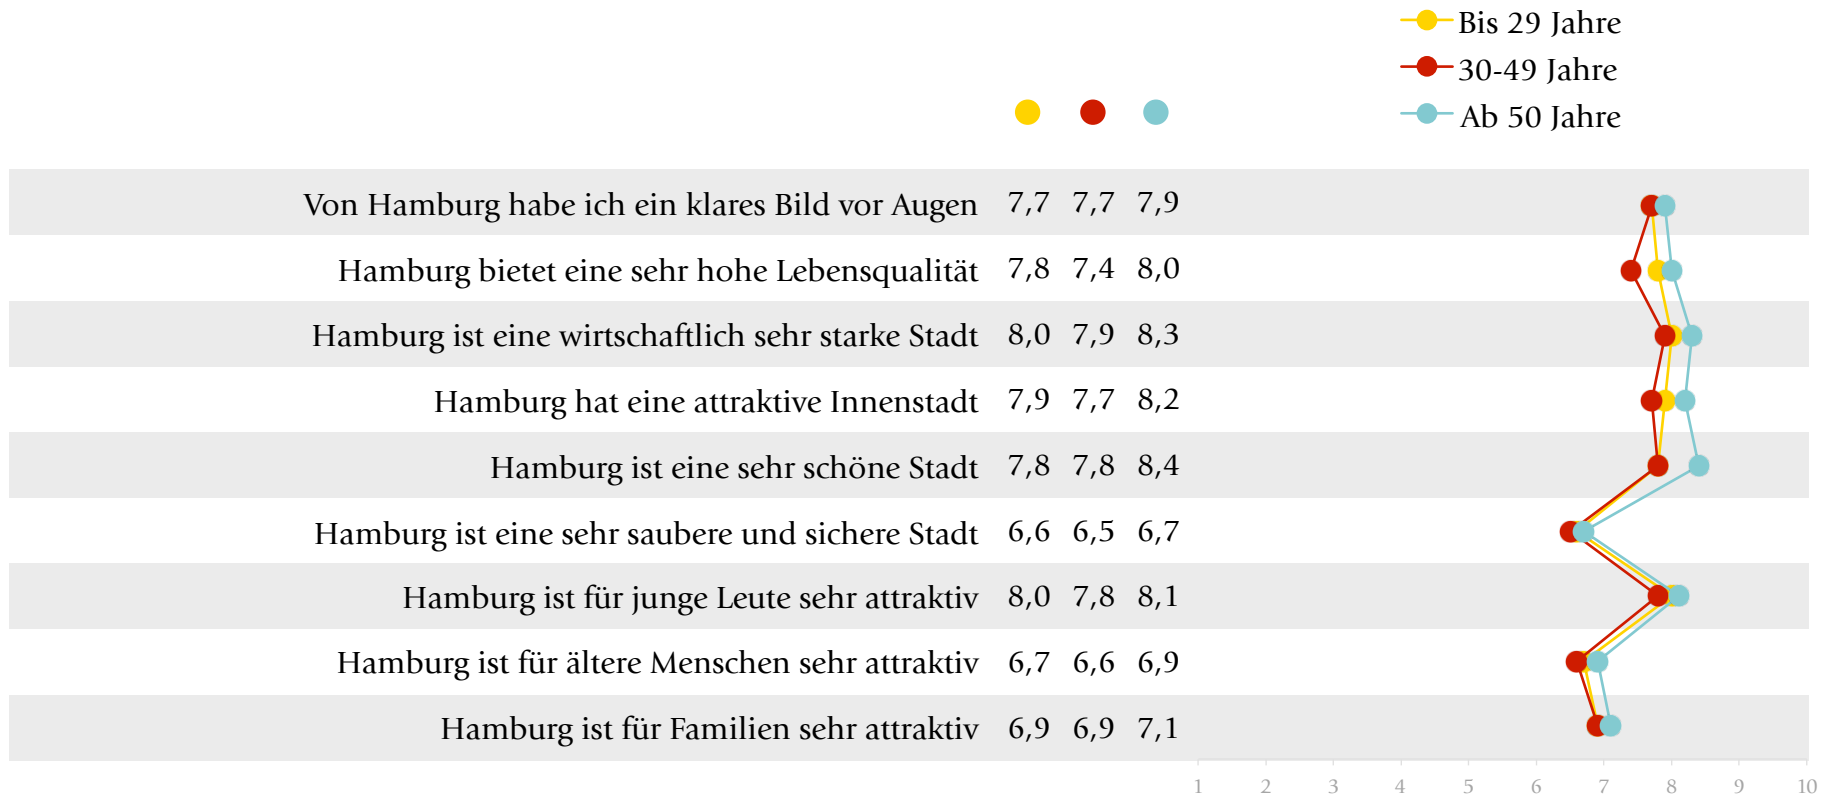 Bis 29 Jahre
30-49 Jahre
Ab 50 Jahre
Von Hamburg habe ich ein klares Bild vor Augen 7,7 7,7 7,9
Hamburg bietet eine sehr hohe Lebensqualität 7,8 7,4 8,0
Hamburg ist eine wirtschaftlich sehr starke Stadt 8,0 7,9 8,3
Hamburg hat eine attraktive Innenstadt 7,9 7,7 8,2
Hamburg ist eine sehr schöne Stadt 7,8 7,8 8,4
Hamburg ist eine sehr saubere und sichere Stadt 6,6 6,5 6,7
Hamburg ist für junge Leute sehr attraktiv 8,0 7,8 8,1
Hamburg ist für ältere Menschen sehr attraktiv 6,7 6,6 6,9
Hamburg ist für Familien sehr attraktiv 6,9 6,9 7,1
1 2 3 4 5 6 7 8 9 10